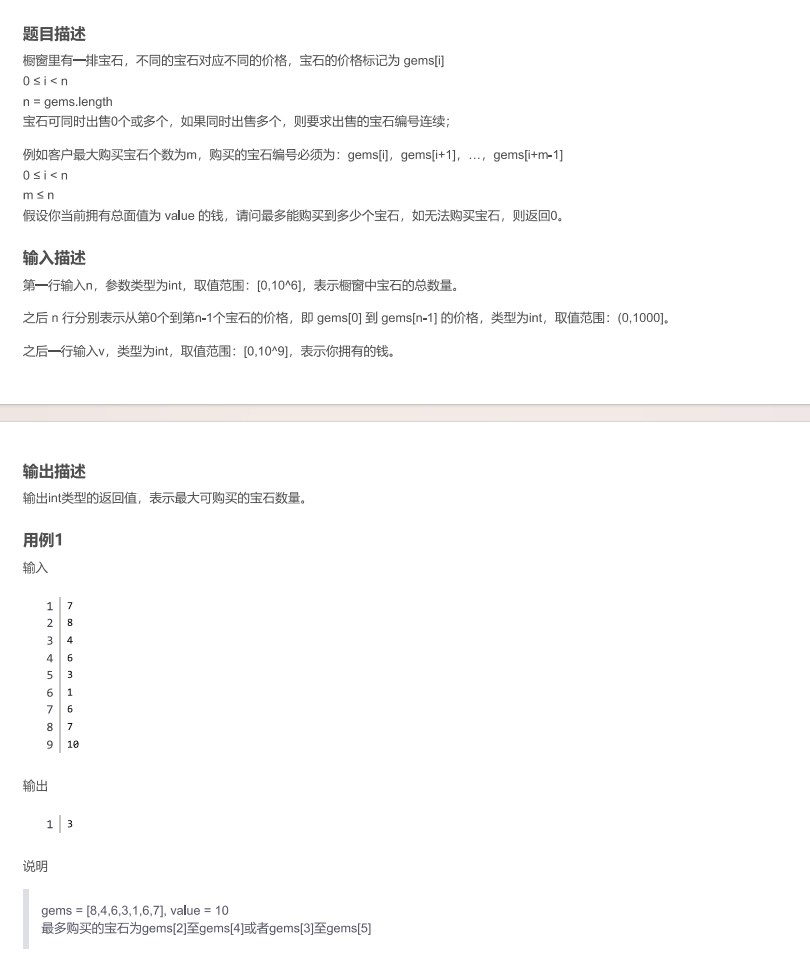 题目描述
橱窗里有一排宝石，不同的宝石对应不同的价格，宝石的价格标记为 gems[i]
0 ≤ i < n
n = gems.length
宝石可同时出售0个或多个，如果同时出售多个，则要求出售的宝石编号连续；
例如客户最大购买宝石个数为m，购买的宝石编号必须为：gems[i]，gems[i+1]，…，gems[i+m-1]
0 ≤ i < n
m ≤ n
假设你当前拥有总面值为 value 的钱，请问最多能购买到多少个宝石，如无法购买宝石，则返回0。
输入描述
第一行输入n，参数类型为int，取值范围：[0,10^6]，表示橱窗中宝石的总数量。
之后 n 行分别表示从第0个到第n-1个宝石的价格，即 gems[0] 到 gems[n-1] 的价格，类型为int，取值范围：(0,1000]。
之后一行输入v，类型为int，取值范围：[0,10^9]，表示你拥有的钱。
输出描述
输出int类型的返回值，表示最大可购买的宝石数量。
用例1
输入
1 7
2 8
3 4
4 6
5 3
6 1
7 6
8 7
9 10
输出
1 3
说明
gems = [8,4,6,3,1,6,7], value = 10
最多购买的宝石为gems[2]至gems[4]或者gems[3]至gems[5]